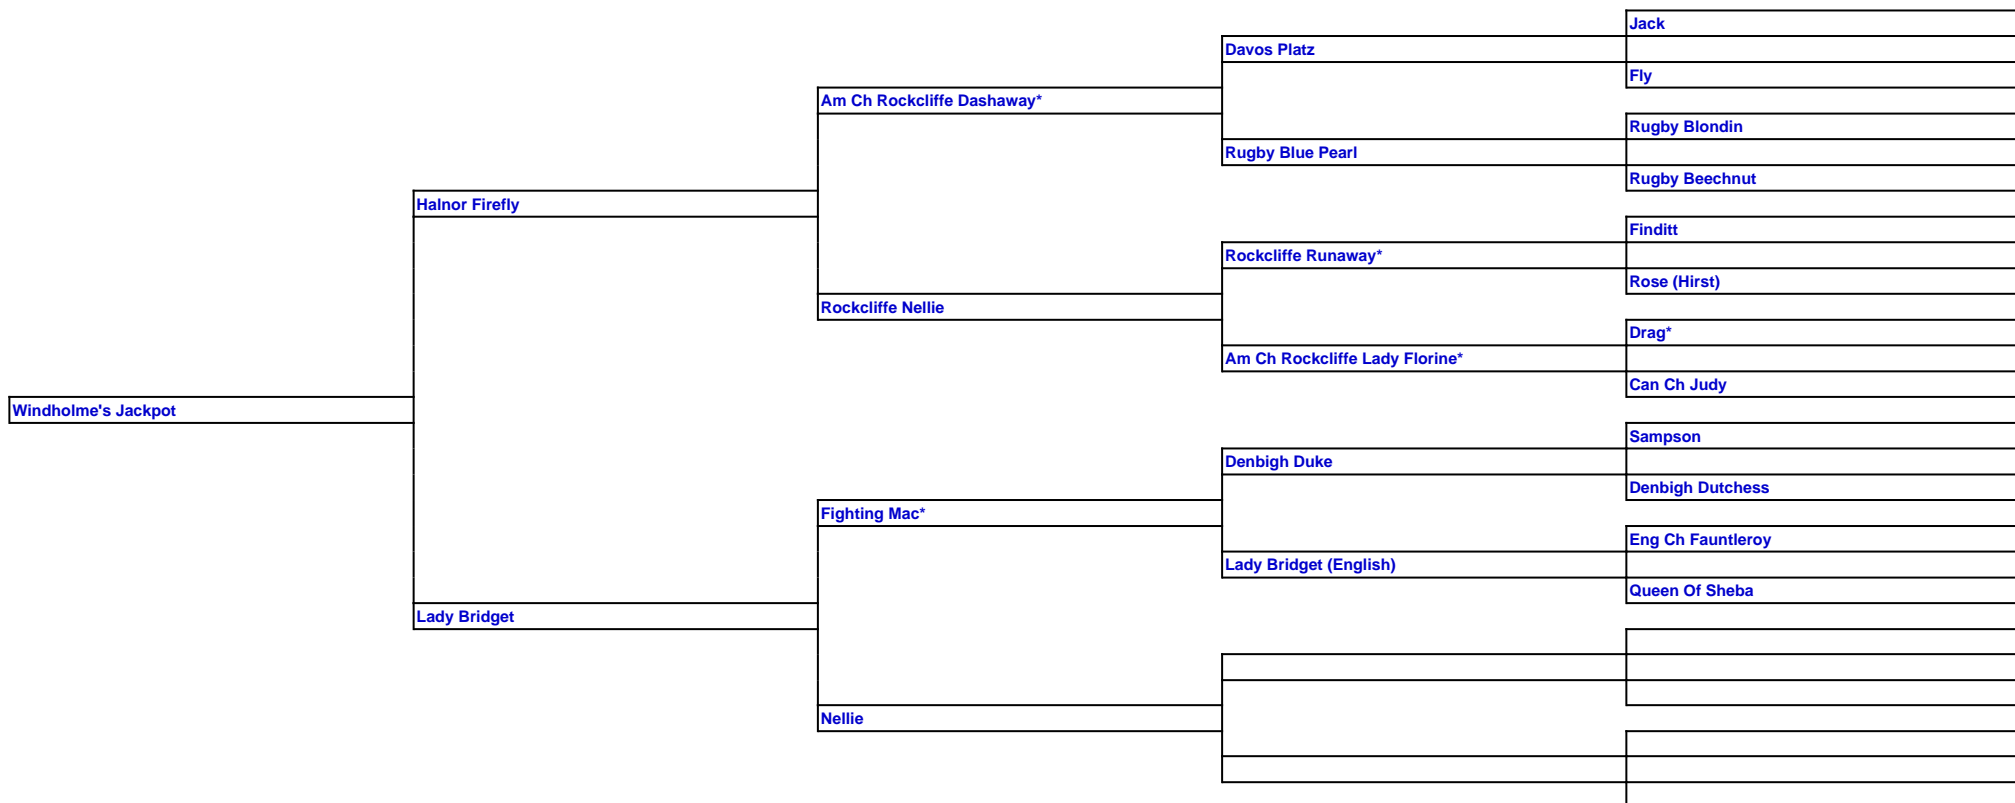 Jack
Davos Platz
Fly
Am Ch Rockcliffe Dashaway*
Rugby Blondin
Rugby Blue Pearl
Rugby Beechnut
Halnor Firefly
Finditt
Rockcliffe Runaway*
Rose (Hirst)
Rockcliffe Nellie
Drag*
Am Ch Rockcliffe Lady Florine*
Can Ch Judy
Windholme's Jackpot
Sampson
Denbigh Duke
Denbigh Dutchess
Fighting Mac*
Eng Ch Fauntleroy
Lady Bridget (English)
Queen Of Sheba
Lady Bridget
Nellie